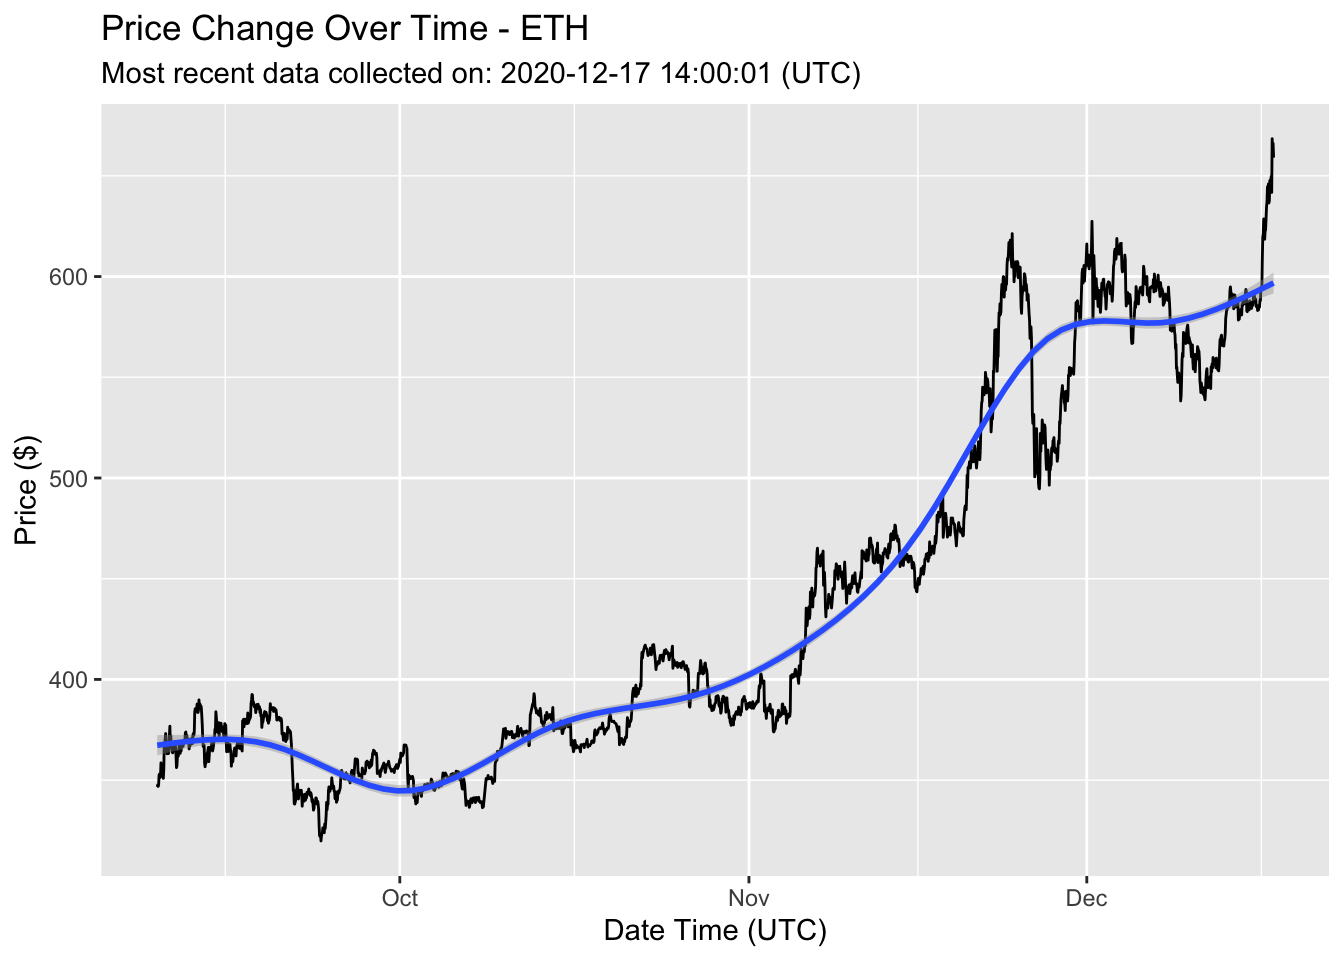 Price Change Over Time - ETH
Most recent data collected on: 2020-12-17 14:00:01 (UTC)
Price ($)
600
500
400
Oct
Nov
Dec
Date Time (UTC)